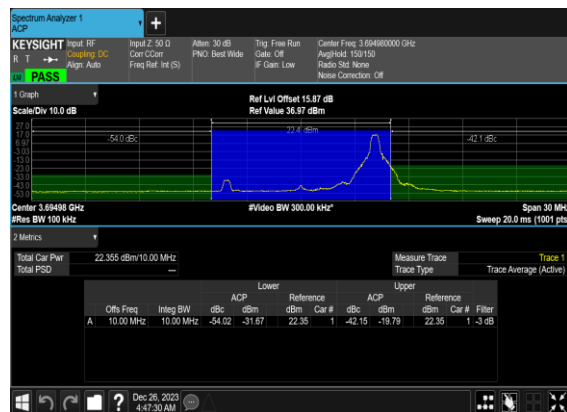 Spectrum Analyzer 1
ACP
KEYSIGHT Input: RF Input Z: 50 Ω Atten: 30 dB Trig: Free Run Center Freq: 3.694980000 GHz
R T Coupling: DC Corr CCorr PNO: Best Wide Gate: Off Avg|Hold: 150/150
Align: Auto Freq Ref: Int (S) IF Gain: Low Radio Std: None
PASS Noise Correction: Off
1 Graph
Ref Lvl Offset 15.87 dB
Scale/Div 10.0 dB Ref Value 36.97 dBm
27.0
17.0 -54.0 dBc 22.4 dBm -42.1 dBc
6.97
-3.03
-13.0
-23.0
-33.0
-43.0
-53.0
Center 3.69498 GHz #Video BW 300.00 kHz* Span 30 MHz
#Res BW 100 kHz Sweep 20.0 ms (1001 pts
2 Metrics
Total Car Pwr 22.355 dBm/10.00 MHz Measure Trace Trace 1
Total PSD --- Trace Type Trace Average (Active)
Lower Upper
ACP Reference ACP Reference
Offs Freq Integ BW dBc dBm dBm Car # dBc dBm dBm Car # Filter
A 10.00 MHz 10.00 MHz -54.02 -31.67 22.35 1 -42.15 -19.79 22.35 1 -3 dB
Dec 26, 2023
4:47:30 AM